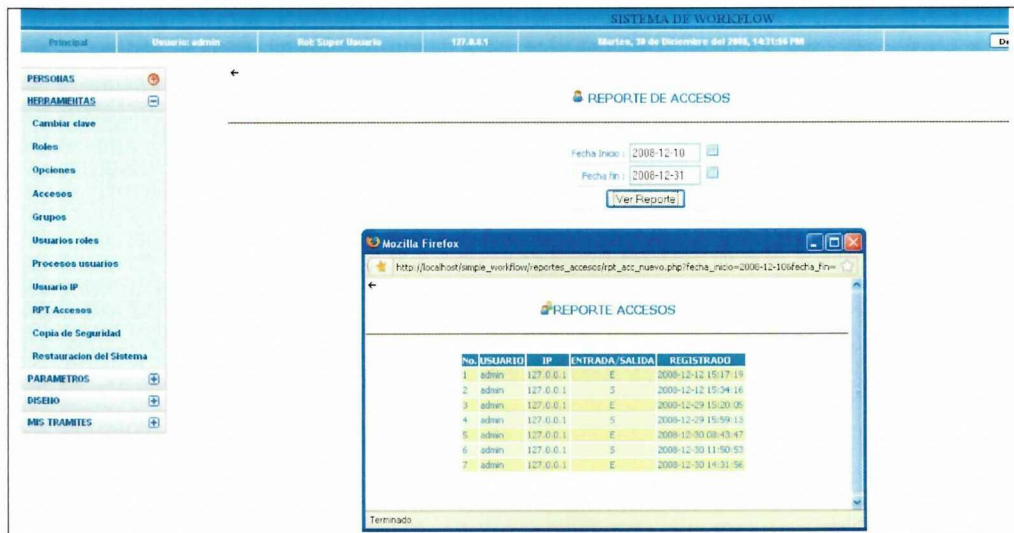 SISTEMA DE WORKFLOW
Principal Usuario: admin Rol: Super Usuario 127.0.0.1 Martes, 30 de Diciembre del 2008, 14:31:56 PM De
PERSONAS
HERRAMIENTAS
Cambiar clave
Roles
Opciones
Accesos
Grupos
Usuarios roles
Procesos usuarios
Usuario IP
RPT Accesos
Copia de Seguridad
Restauracion del Sistema
PARAMETROS
DISEÑO
MIS TRAMITES
REPORTE DE ACCESOS
Fecha Inicio : 2008-12-10
Fecha fin : 2008-12-31
Ver Reporte
Mozilla Firefox
http://localhost/simple_workflow/reportes_accesos/rpt_acc_nuevo.php?fecha_inicio=2008-12-10&fecha_fin=
REPORTE ACCESOS
No. USUARIO IP ENTRADA/SALIDA REGISTRADO
1 admin 127.0.0.1 E 2008-12-12 15:17:19
2 admin 127.0.0.1 S 2008-12-12 15:34:16
3 admin 127.0.0.1 E 2008-12-29 15:20:05
4 admin 127.0.0.1 S 2008-12-29 15:59:13
5 admin 127.0.0.1 E 2008-12-30 08:43:47
6 admin 127.0.0.1 S 2008-12-30 11:50:53
7 admin 127.0.0.1 E 2008-12-30 14:31:56
Terminado